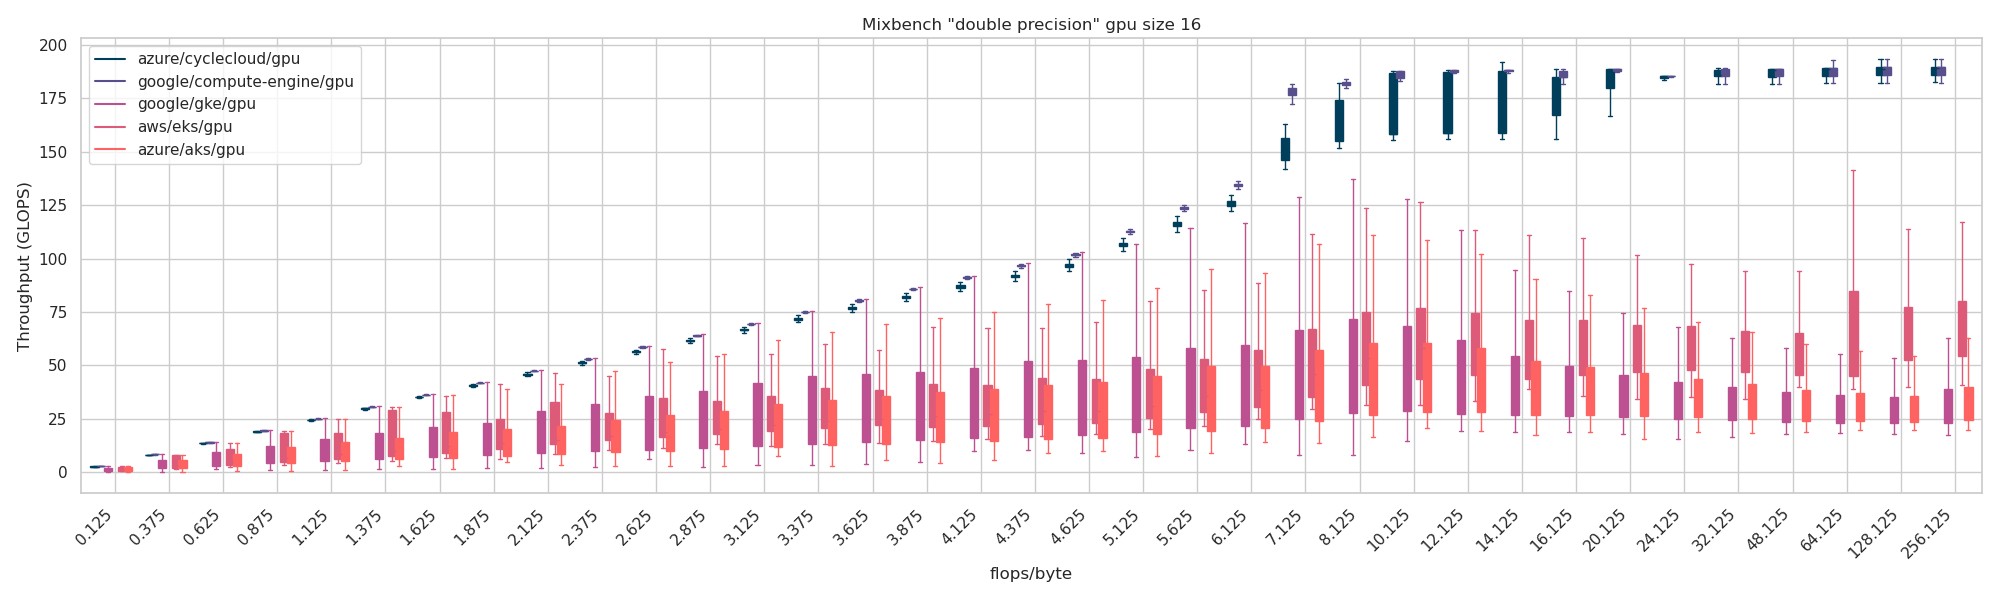 Mixbench "double precision" gpu size 16
azure/cyclecloud/gpu
google/compute-engine/gpu
google/gke/gpu
aws/eks/gpu
azure/aks/gpu
Throughput (GLOPS)
200
175
150
125
100
75
50
25
0
0.125 0.375 0.625 0.875 1.125 1.375 1.625 1.875 2.125 2.375 2.625 2.875 3.125 3.375 3.625 3.875 4.125 4.375 4.625 5.125 5.625 6.125 7.125 8.125 10.125 12.125 14.125 16.125 20.125 24.125 32.125 48.125 64.125 128.125 256.125
flops/byte